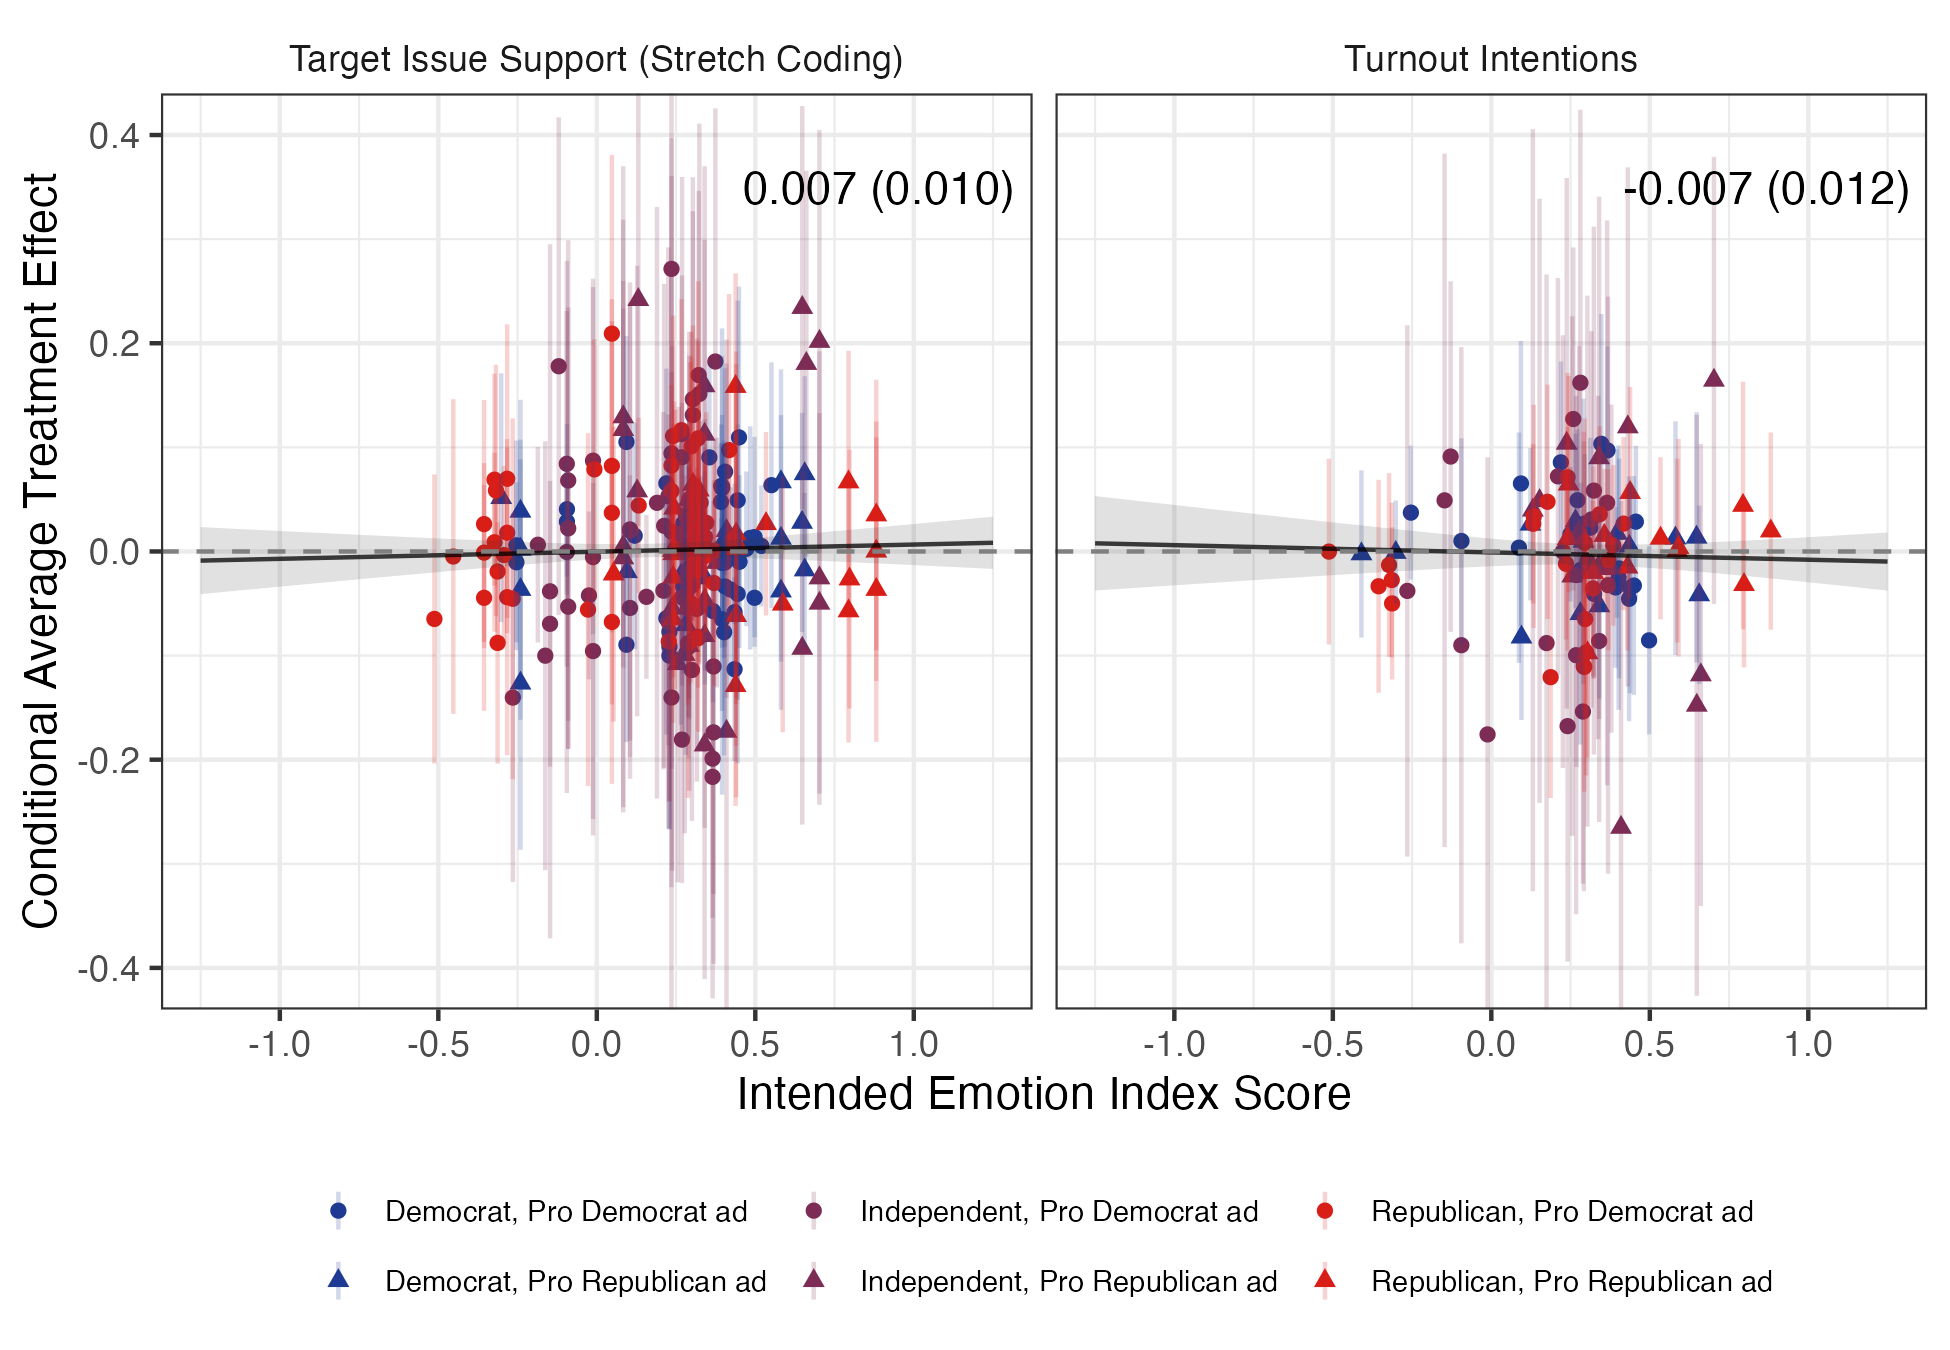 Target Issue Support (Stretch Coding)
Turnout Intentions
0.007 (0.010)
-0.007 (0.012)
Conditional Average Treatment Effect
0.4
0.2
0.0
-0.2
-0.4
-1.0 -0.5 0.0 0.5 1.0
-1.0 -0.5 0.0 0.5 1.0
Intended Emotion Index Score
Democrat, Pro Democrat ad
Independent, Pro Democrat ad
Republican, Pro Democrat ad
Democrat, Pro Republican ad
Independent, Pro Republican ad
Republican, Pro Republican ad